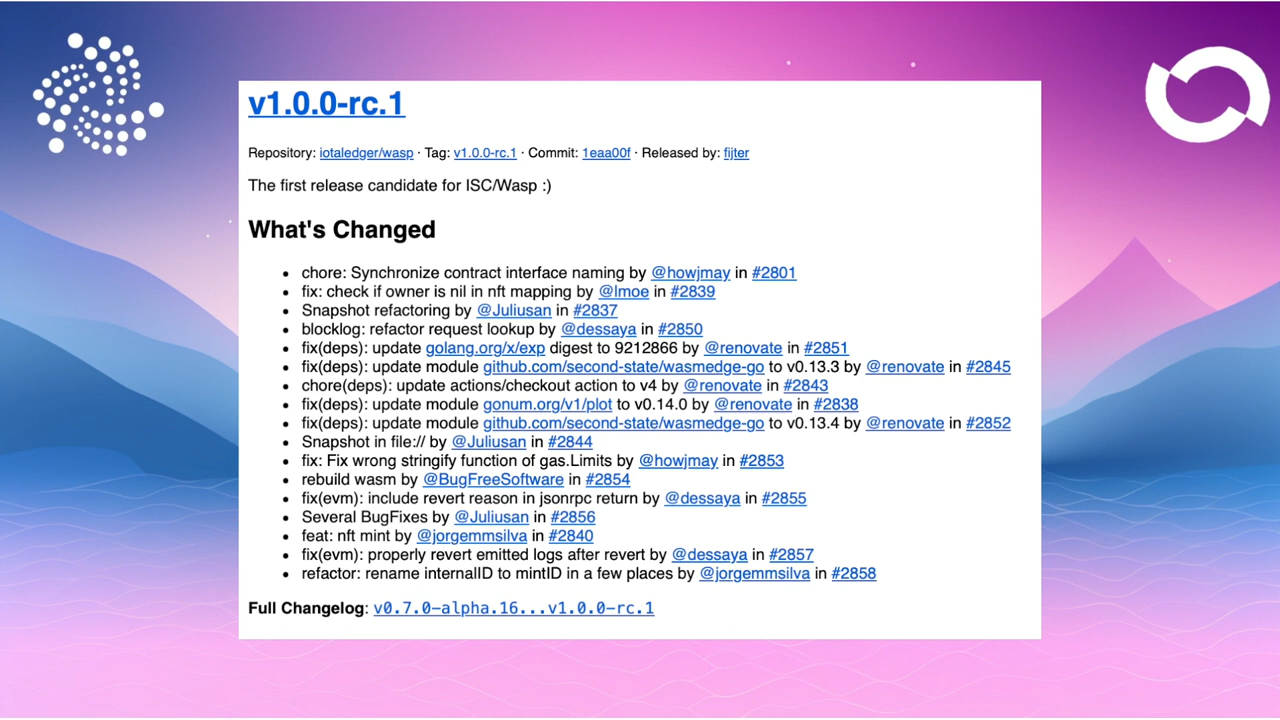 v1.0.0-rc.1
Repository: iotaledger/wasp · Tag: v1.0.0-rc.1 · Commit: 1eaa00f · Released by: fijter
The first release candidate for ISC/Wasp :)
What's Changed
• chore: Synchronize contract interface naming by @howjmay in #2801
• fix: check if owner is nil in nft mapping by @lmoe in #2839
• Snapshot refactoring by @Juliusan in #2837
• blocklog: refactor request lookup by @dessaya in #2850
• fix(deps): update golang.org/x/exp digest to 9212866 by @renovate in #2851
• fix(deps): update module github.com/second-state/wasmedge-go to v0.13.3 by @renovate in #2845
• chore(deps): update actions/checkout action to v4 by @renovate in #2843
• fix(deps): update module gonum.org/v1/plot to v0.14.0 by @renovate in #2838
• fix(deps): update module github.com/second-state/wasmedge-go to v0.13.4 by @renovate in #2852
• Snapshot in file:// by @Juliusan in #2844
• fix: Fix wrong stringify function of gas.Limits by @howjmay in #2853
• rebuild wasm by @BugFreeSoftware in #2854
• fix(evm): include revert reason in jsonrpc return by @dessaya in #2855
• Several BugFixes by @Juliusan in #2856
• feat: nft mint by @jorgemmsilva in #2840
• fix(evm): properly revert emitted logs after revert by @dessaya in #2857
• refactor: rename internalID to mintID in a few places by @jorgemmsilva in #2858
Full Changelog: v0.7.0-alpha.16...v1.0.0-rc.1